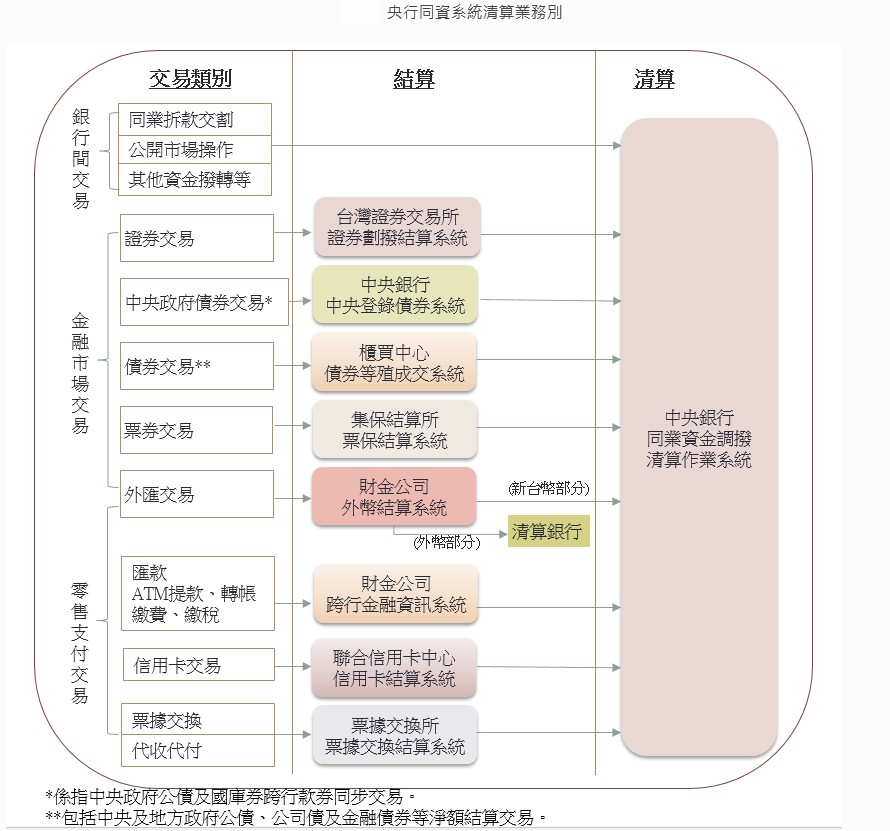 央行同資系統清算業務別
交易類別
結算
清算
銀行間交易
同業拆款交割
公開市場操作
其他資金撥轉等
金融市場交易
證券交易
台灣證券交易所
證券劃撥結算系統
中央政府債券交易*
中央銀行
中央登錄債券系統
債券交易**
櫃買中心
債券等殖成交系統
票券交易
集保結算所
票保結算系統
外匯交易
財金公司
外幣結算系統
(新台幣部分)
(外幣部分)
清算銀行
零售支付交易
匯款
ATM提款、轉帳
繳費、繳稅
財金公司
跨行金融資訊系統
信用卡交易
聯合信用卡中心
信用卡結算系統
票據交換
代收代付
票據交換所
票據交換結算系統
中央銀行
同業資金調撥
清算作業系統
*係指中央政府公債及國庫券跨行款券同步交易。
**包括中央及地方政府公債、公司債及金融債券等淨額結算交易。